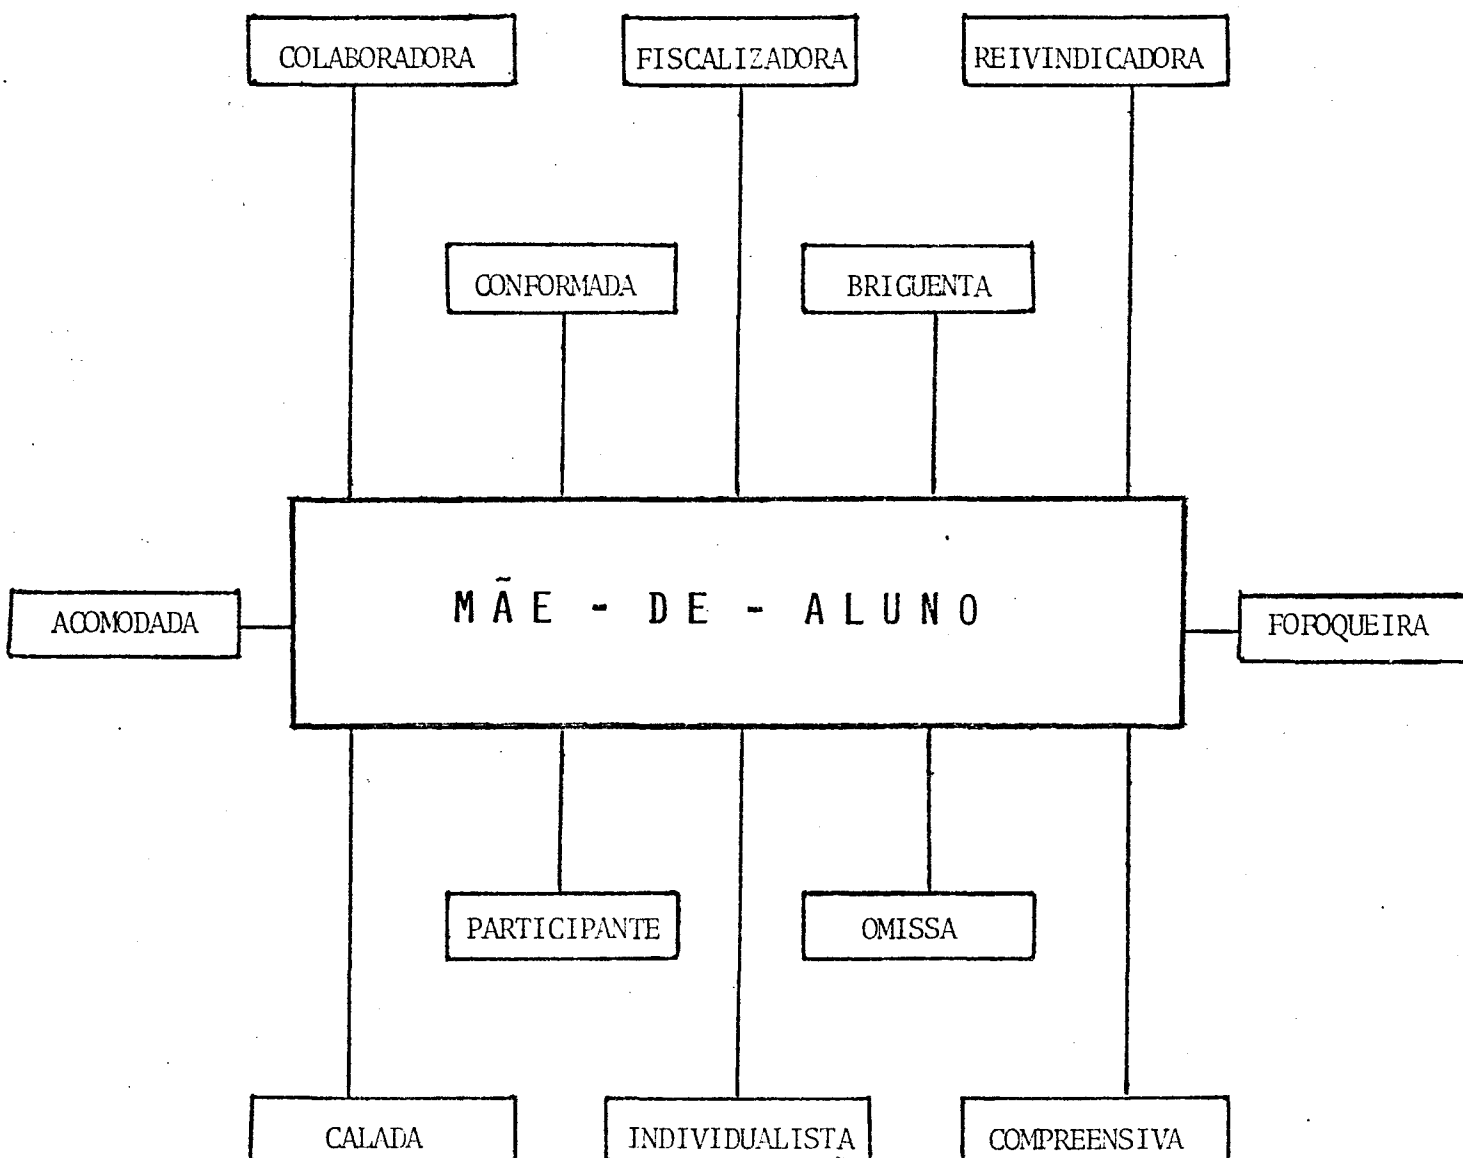 COLABORADORA
FISCALIZADORA
REIVINDICADORA
CONFORMADA
BRIGUENTA
MÃE - DE - ALUNO
ACOMODADA
FOFOQUEIRA
PARTICIPANTE
OMISSA
CALADA
INDIVIDUALISTA
COMPREENSIVA